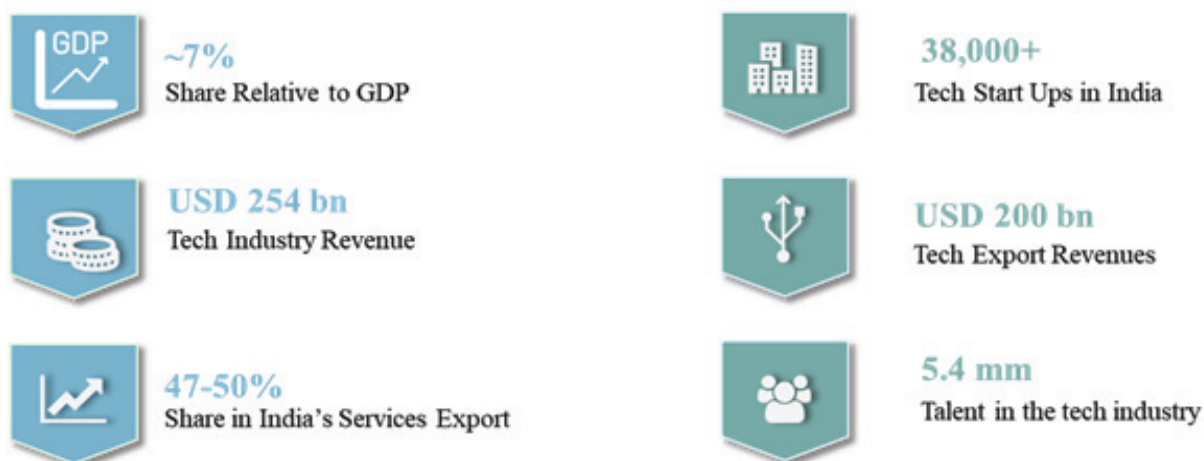 GDP
~7%
Share Relative to GDP
38,000+
Tech Start Ups in India
USD 254 bn
Tech Industry Revenue
USD 200 bn
Tech Export Revenues
47-50%
Share in India's Services Export
5.4 mm
Talent in the tech industry